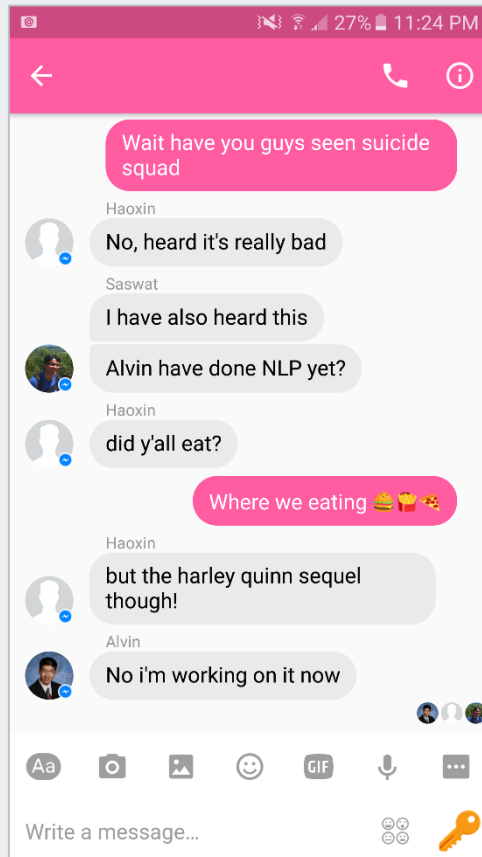 27% 11:24 PM
Wait have you guys seen suicide
squad
Haoxin
No, heard it's really bad
Saswat
I have also heard this
Alvin have done NLP yet?
Haoxin
did y'all eat?
Where we eating 🍔🍟🍕
Haoxin
but the harley quinn sequel
though!
Alvin
No i'm working on it now
Aa
GIF
Write a message...